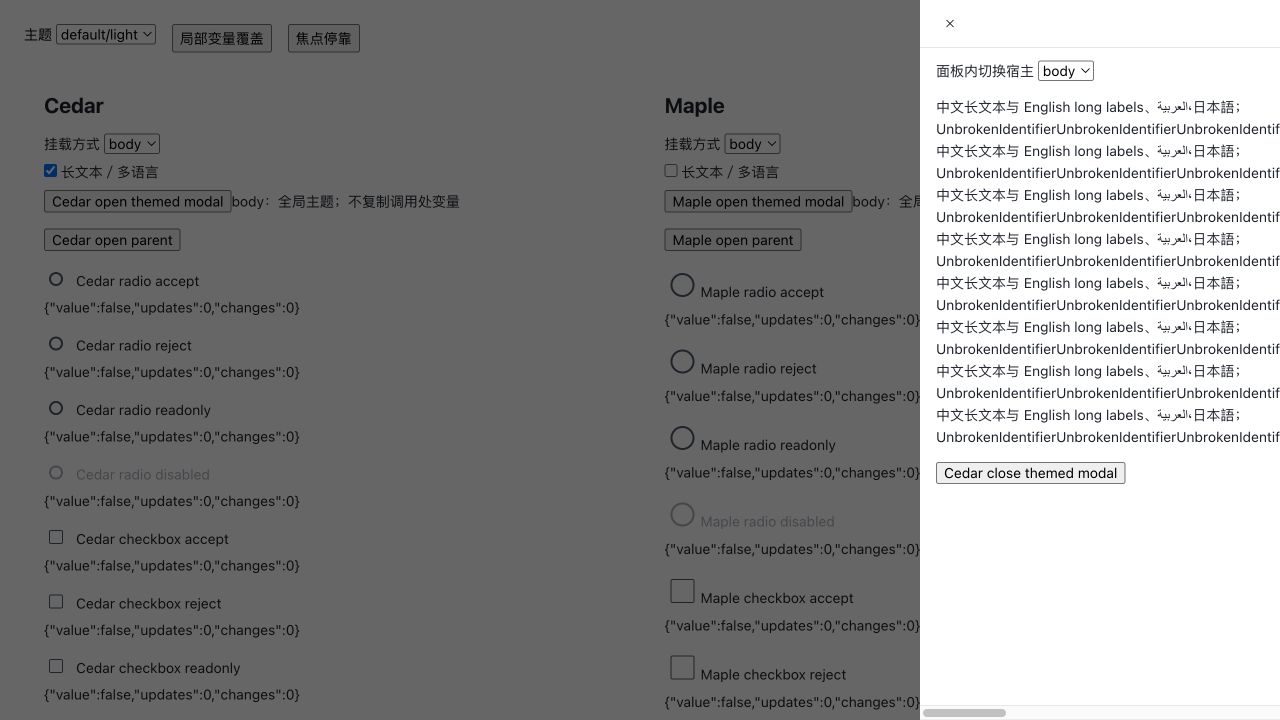 主题 default/light 局部变量覆盖 焦点停靠
Cedar
挂载方式 body
长文本 / 多语言
Cedar open themed modal body：全局主题；不复制调用处变量
Cedar open parent
Cedar radio accept
{"value":false,"updates":0,"changes":0}
Cedar radio reject
{"value":false,"updates":0,"changes":0}
Cedar radio readonly
{"value":false,"updates":0,"changes":0}
Cedar radio disabled
{"value":false,"updates":0,"changes":0}
Cedar checkbox accept
{"value":false,"updates":0,"changes":0}
Cedar checkbox reject
{"value":false,"updates":0,"changes":0}
Cedar checkbox readonly
{"value":false,"updates":0,"changes":0}
Maple
挂载方式 body
长文本 / 多语言
Maple open themed modal body：全局
Maple open parent
Maple radio accept
{"value":false,"updates":0,"changes":0}
Maple radio reject
{"value":false,"updates":0,"changes":0}
Maple radio readonly
{"value":false,"updates":0,"changes":0}
Maple radio disabled
{"value":false,"updates":0,"changes":0}
Maple checkbox accept
{"value":false,"updates":0,"changes":0}
Maple checkbox reject
{"value":false,"updates":0,"changes":0}
面板内切换宿主 body
中文长文本与 English long labels、العربية،日本語；
UnbrokenIdentifierUnbrokenIdentifierUnbrokenIdentif
中文长文本与 English long labels、العربية،日本語；
UnbrokenIdentifierUnbrokenIdentifierUnbrokenIdentif
中文长文本与 English long labels、العربية،日本語；
UnbrokenIdentifierUnbrokenIdentifierUnbrokenIdentif
中文长文本与 English long labels、العربية،日本語；
UnbrokenIdentifierUnbrokenIdentifierUnbrokenIdentif
中文长文本与 English long labels、العربية،日本語；
UnbrokenIdentifierUnbrokenIdentifierUnbrokenIdentif
中文长文本与 English long labels、العربية،日本語；
UnbrokenIdentifierUnbrokenIdentifierUnbrokenIdentif
中文长文本与 English long labels、العربية،日本語；
UnbrokenIdentifierUnbrokenIdentifierUnbrokenIdentif
中文长文本与 English long labels、العربية،日本語；
UnbrokenIdentifierUnbrokenIdentifierUnbrokenIdentif
Cedar close themed modal